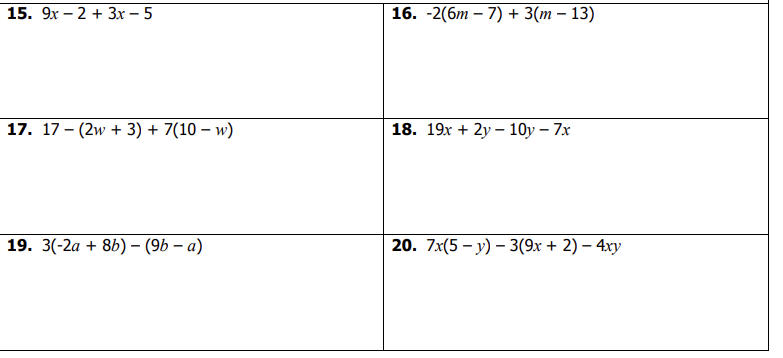 15. 9x – 2 + 3x – 5
16. -2(6m – 7) + 3(m – 13)
17. 17 – (2w + 3) + 7(10 – w)
18. 19x + 2y – 10y – 7x
19. 3(-2a + 8b) – (9b – a)
20. 7x(5 – y) – 3(9x + 2) – 4xy